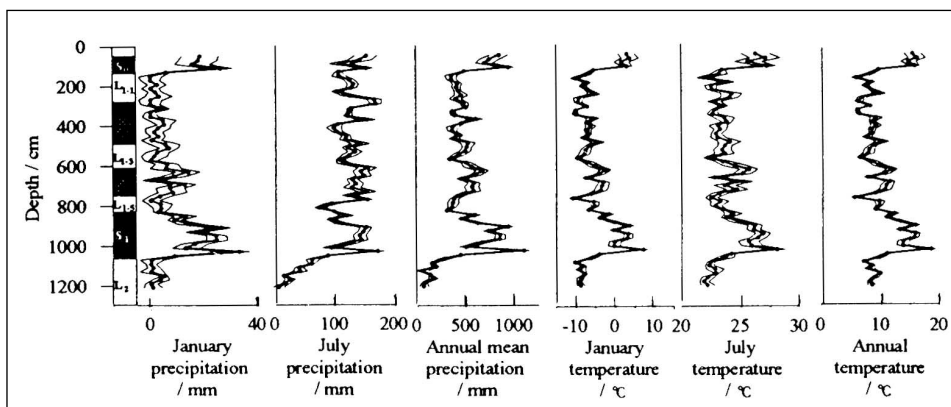 Depth / cm
0
200
400
600
800
1000
1200
S0
L1-1
L1-3
L1-5
S1
L2
0 40
January
precipitation
/ mm
0 100 200
July
precipitation
/ mm
0 500 1000
Annual mean
precipitation
/ mm
-10 0 10
January
temperature
/ ℃
20 25 30
July
temperature
/ ℃
0 10 20
Annual
temperature
/ ℃